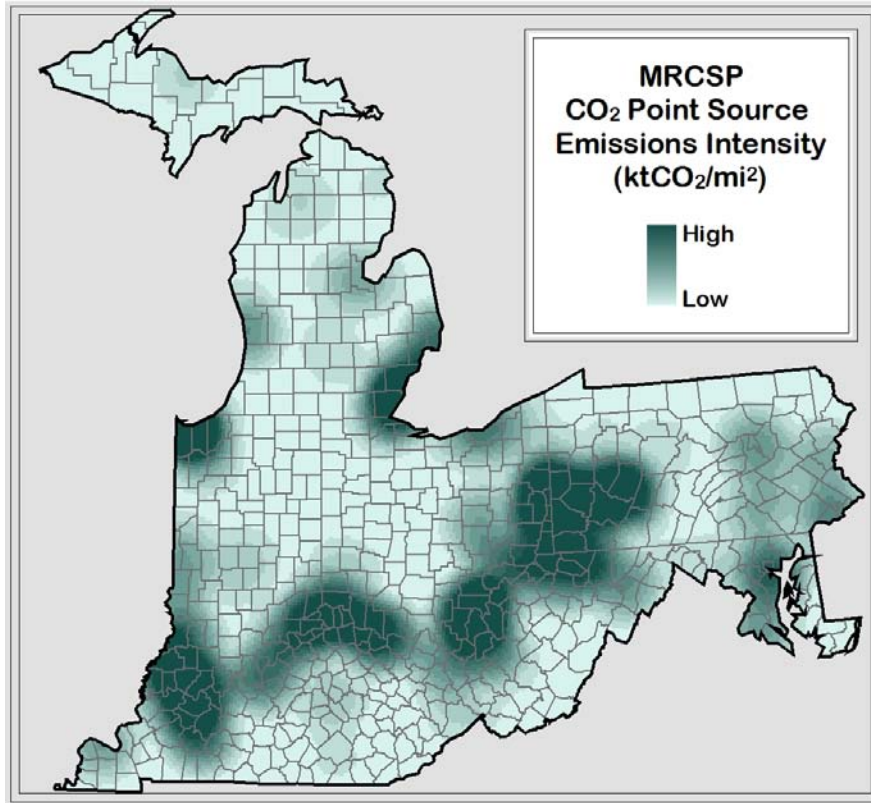 MRCSP
CO₂ Point Source
Emissions Intensity
(ktCO₂/mi²)
High
Low